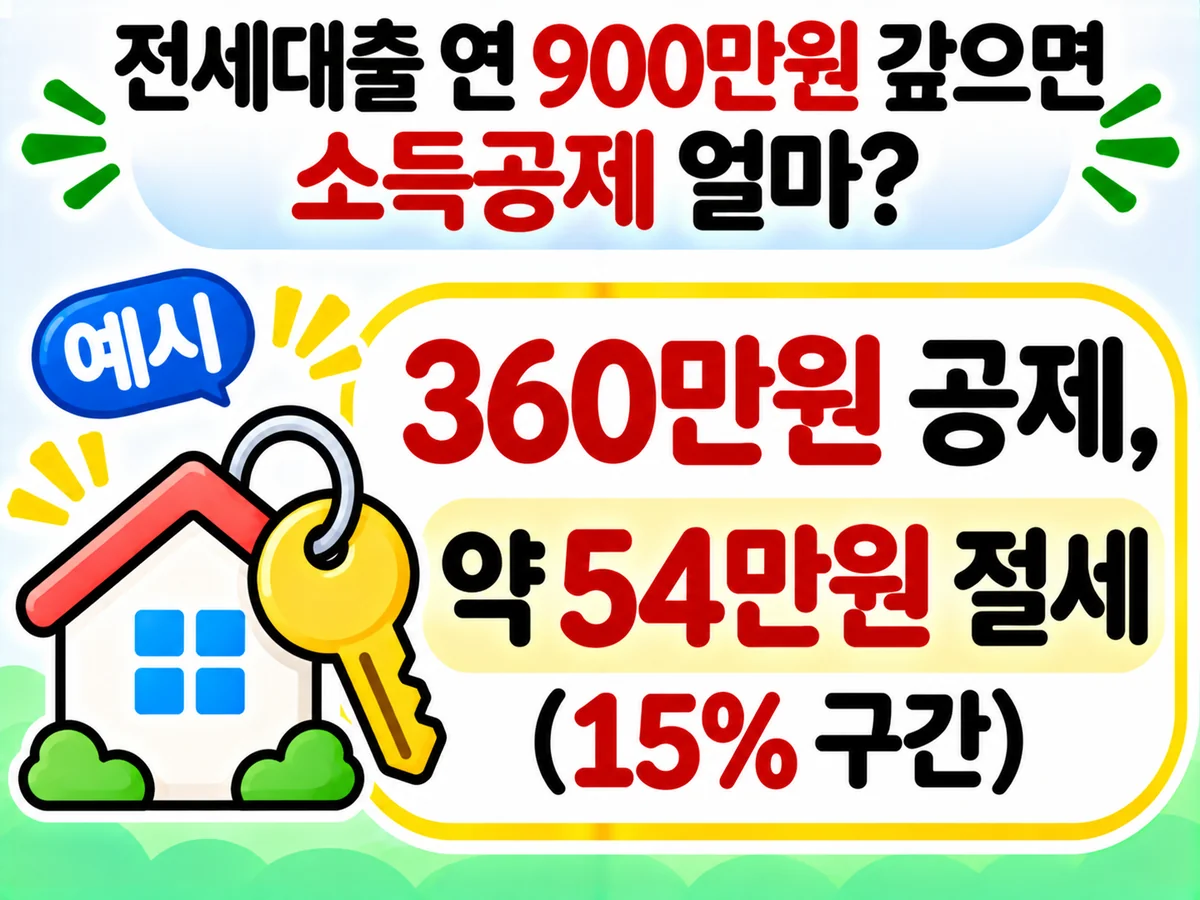 전세대출 연 900만원 갚으면
소득공제 얼마?
예시
360만원 공제,
약 54만원 절세
(15% 구간)